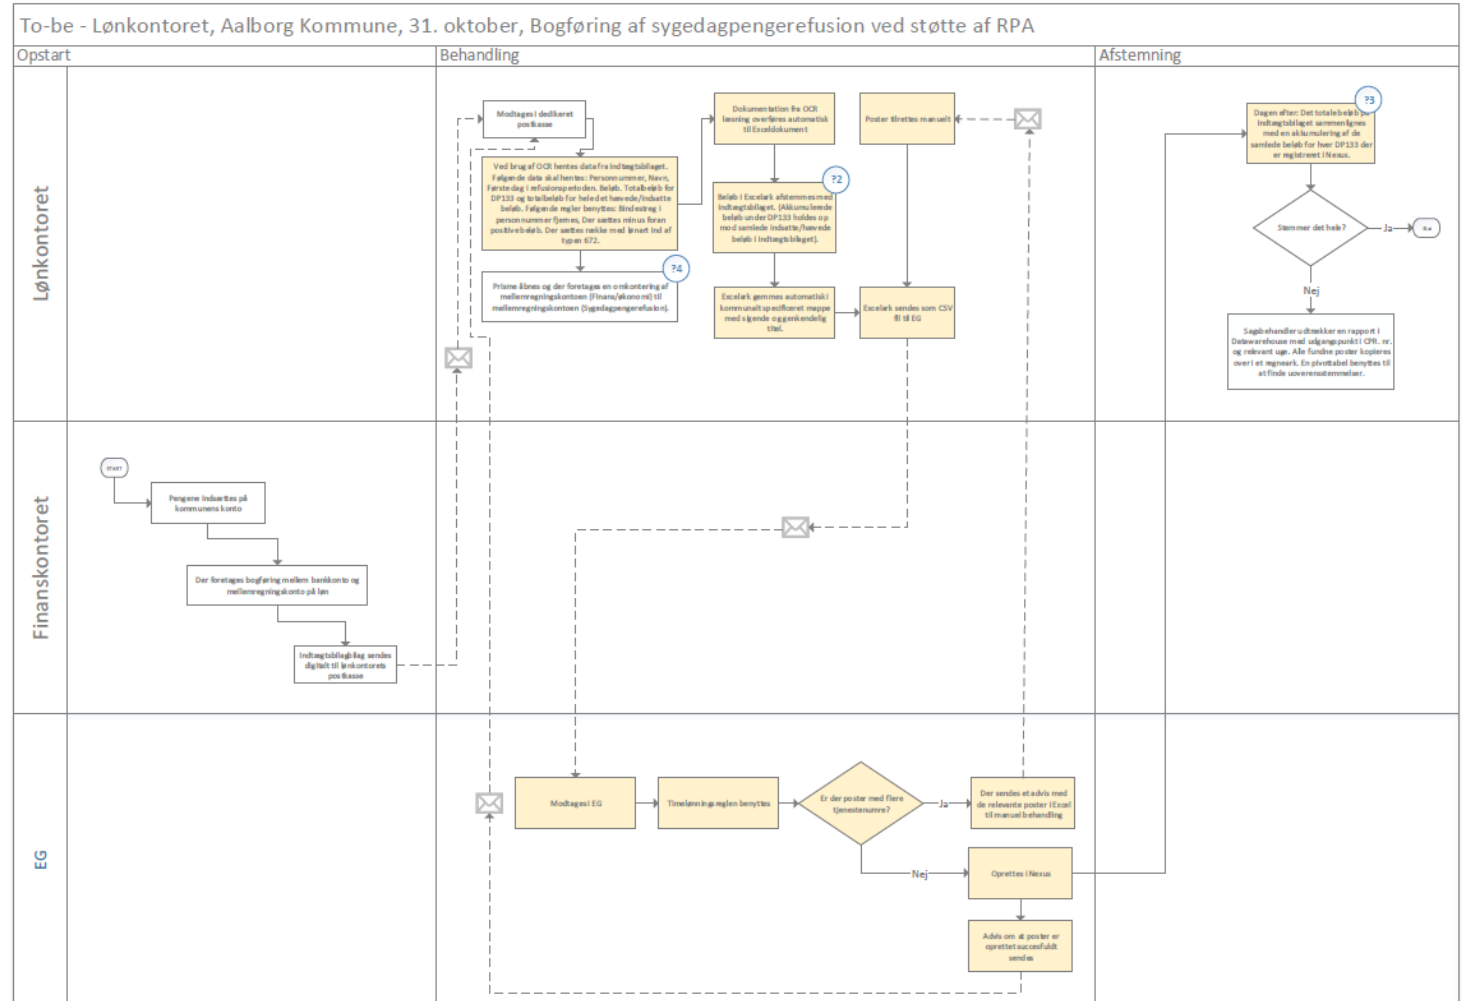 To-be - Lønkontoret, Aalborg Kommune, 31. oktober, Bogføring af sygedagpengerefusion ved støtte af RPA
Opstart
Behandling
Afstemning
Lønkontoret
Modtages i dedikeret
postkasse
Ved brug af OCR hentes data fra indtægtsbilaget.
Følgende data skal hentes: Personnummer, Navn,
Første dag i refusionsperioden. Beløb. Totalbeløb for
DP133 og totalbeløb for hele det hævede/indsatte
beløb. Følgende regler benyttes: Bindestreg i
personnummer fjernes, Der sættes minus foran
positive beløb. Der sættes række med lønart ind af
typen 672.
?4
Prisme åbnes og der foretages en omkontering af
mellemregningskontoen (Finans/økonomi) til
mellemregningskontoen (Sygedagpengerefusion).
Dokumentation fra OCR
læsning overføres automatisk
til Exceldokument
?2
Beløb i Excelark afstemmes med
indtægtsbilaget. (Akkumulerede
beløb under DP133 holdes op
mod samlede indsatte/hævede
beløb i indtægtsbilaget).
Excelark gemmes automatisk i
kommunalt specificeret mappe
med sigende og genkendelig
titel.
Poster tilrettes manuelt
Excelark sendes som CSV
fil til EG
?3
Dagen efter: Det totale beløb på
indtægtsbilaget sammenlignes
med en akkumulering af de
samlede beløb for hver DP133 der
er registreret i Nexus.
Stemmer det hele?
Ja
Nej
Sagsbehandler udtrækker en rapport i
Datawarehouse med udgangspunkt i CPR. nr.
og relevant uge. Alle fundne poster kopieres
over i et regneark. En pivottabel benyttes til
at finde uoverensstemmelser.
Finanskontoret
START
Pengene indsættes på
kommunens konto
Der foretages bogføring mellem bankkonto og
mellemregningskonto på løn
Indtægtsbilagbilag sendes
digitalt til lønkontorets
postkasse
EG
Modtages i EG
Timelønningsreglen benyttes
Er der poster med flere
tjenestenumre?
Ja
Der sendes et advis med
de relevante poster i Excel
til manuel behandling
Nej
Oprettes i Nexus
Advis om at poster er
oprettet succesfuldt
sendes